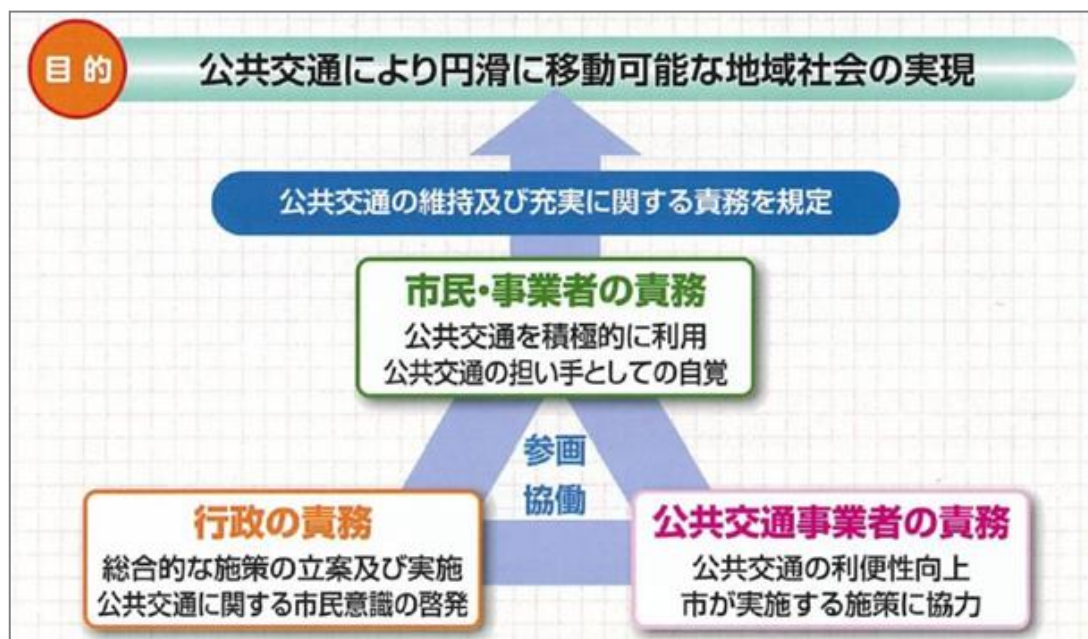 目的
公共交通により円滑に移動可能な地域社会の実現
公共交通の維持及び充実に関する責務を規定
市民・事業者の責務
公共交通を積極的に利用
公共交通の担い手としての自覚
参画
協働
行政の責務
総合的な施策の立案及び実施
公共交通に関する市民意識の啓発
公共交通事業者の責務
公共交通の利便性向上
市が実施する施策に協力